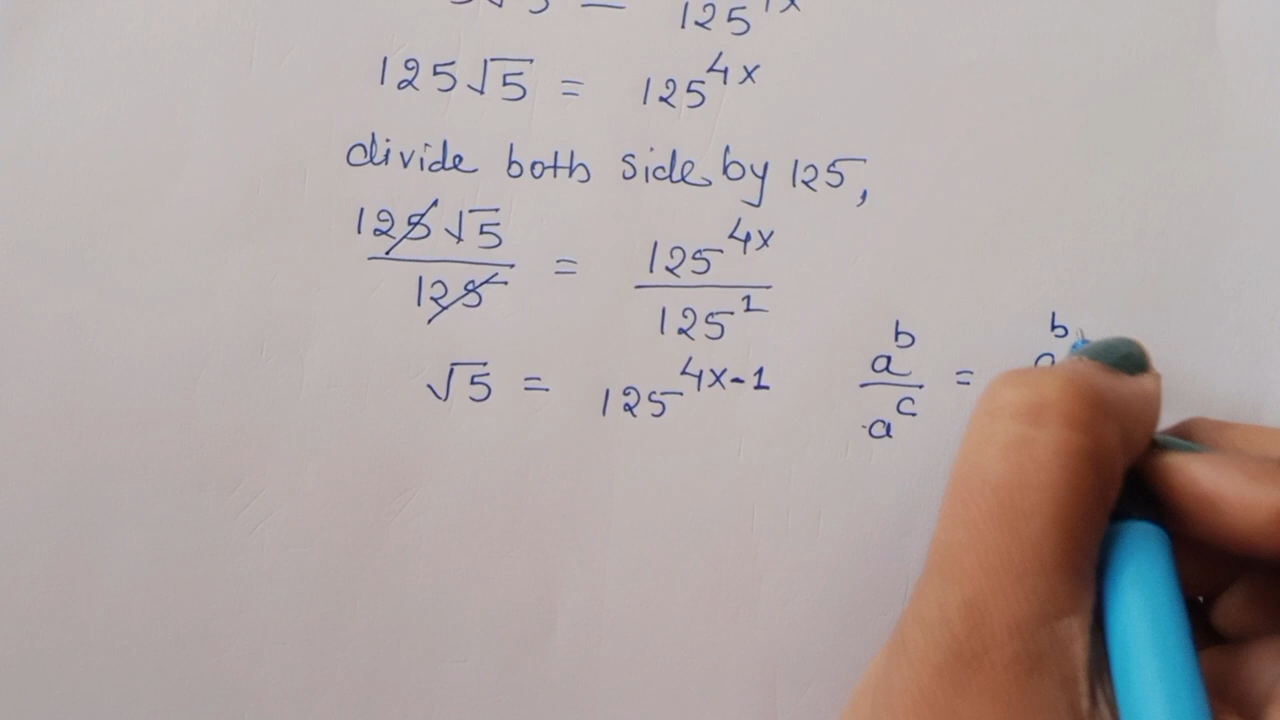 125
125√5 = 125^4x
divide both side by 125,
125√5 / 125 = 125^4x / 125^1
√5 = 125^4x-1
a^b / a^c = a^b